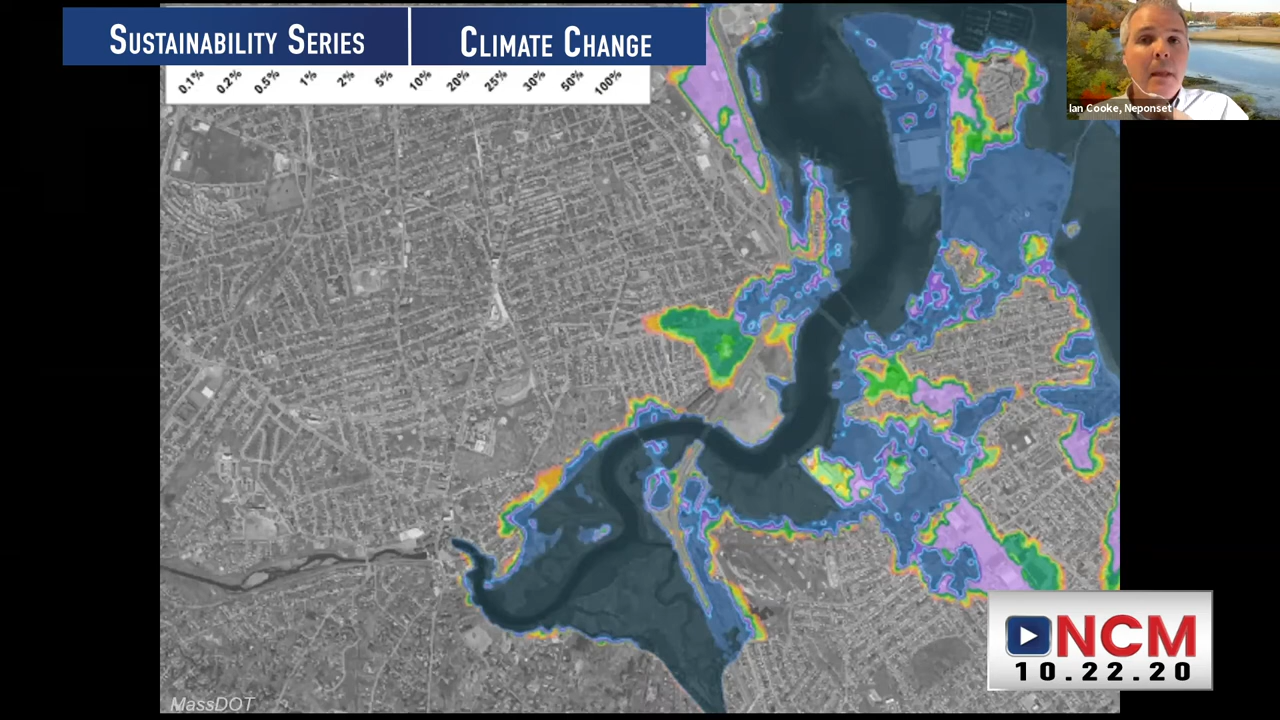 SUSTAINABILITY SERIES
CLIMATE CHANGE
0.1% 0.2% 0.5% 1% 2% 5% 10% 20% 25% 30% 50% 100%
Ian Cooke, Neponset
NCM
10.22.20
MassDOT